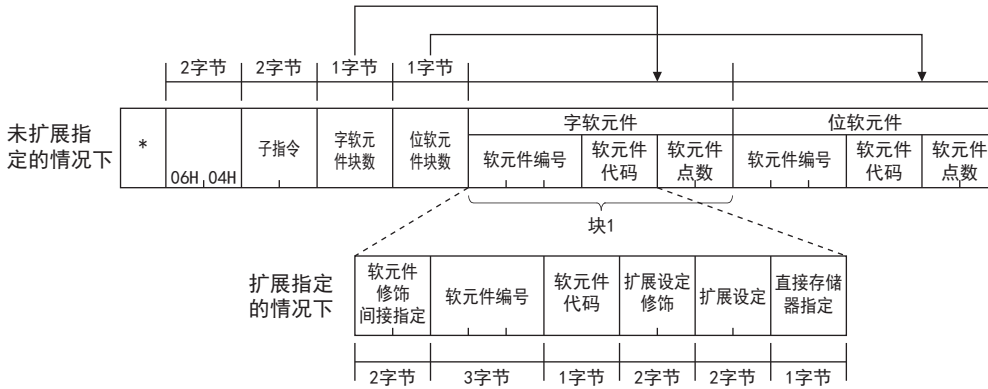 2字节 2字节 1字节 1字节
未扩展指
定的情况下
*
06H 04H
子指令
字软元
件块数
位软元
件块数
字软元件
软元件编号
软元件
代码
软元件
点数
位软元件
软元件编号
软元件
代码
软元件
点数
块1
扩展指定
的情况下
软元件
修饰
间接指定
软元件编号
软元件
代码
扩展设定
修饰
扩展设定
直接存储
器指定
2字节 3字节 1字节 2字节 2字节 1字节